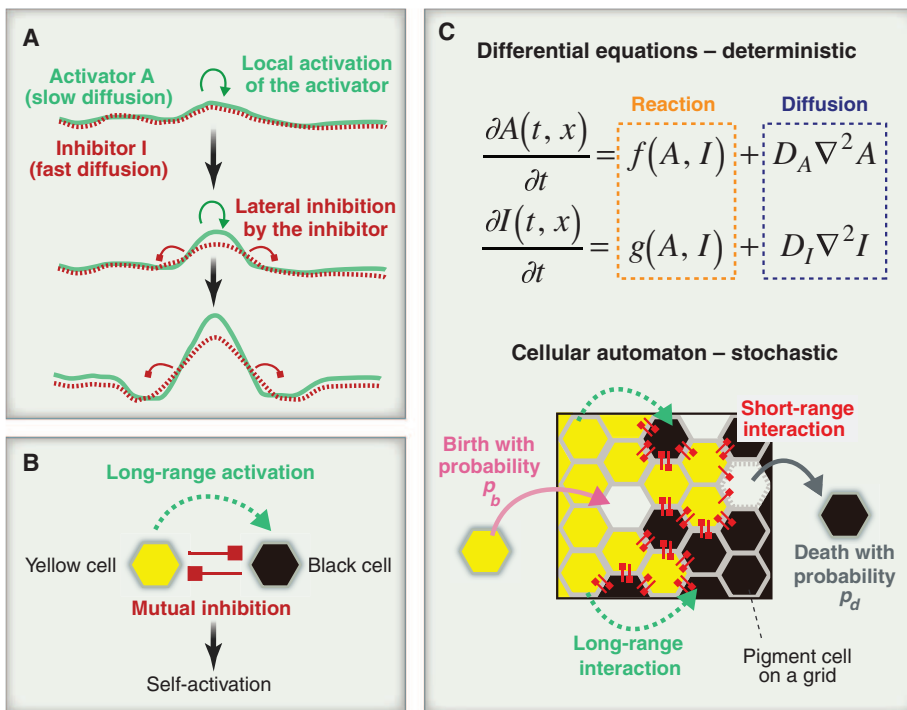 A
Activator A
(slow diffusion)
Local activation
of the activator
Inhibitor I
(fast diffusion)
Lateral inhibition
by the inhibitor
B
Long-range activation
Yellow cell
Black cell
Mutual inhibition
Self-activation
C
Differential equations – deterministic
Reaction
Diffusion
∂A(t, x)/∂t = f(A, I) + D_A∇²A
∂I(t, x)/∂t = g(A, I) + D_I∇²I
Cellular automaton – stochastic
Birth with
probability
p_b
Short-range
interaction
Death with
probability
p_d
Long-range
interaction
Pigment cell
on a grid